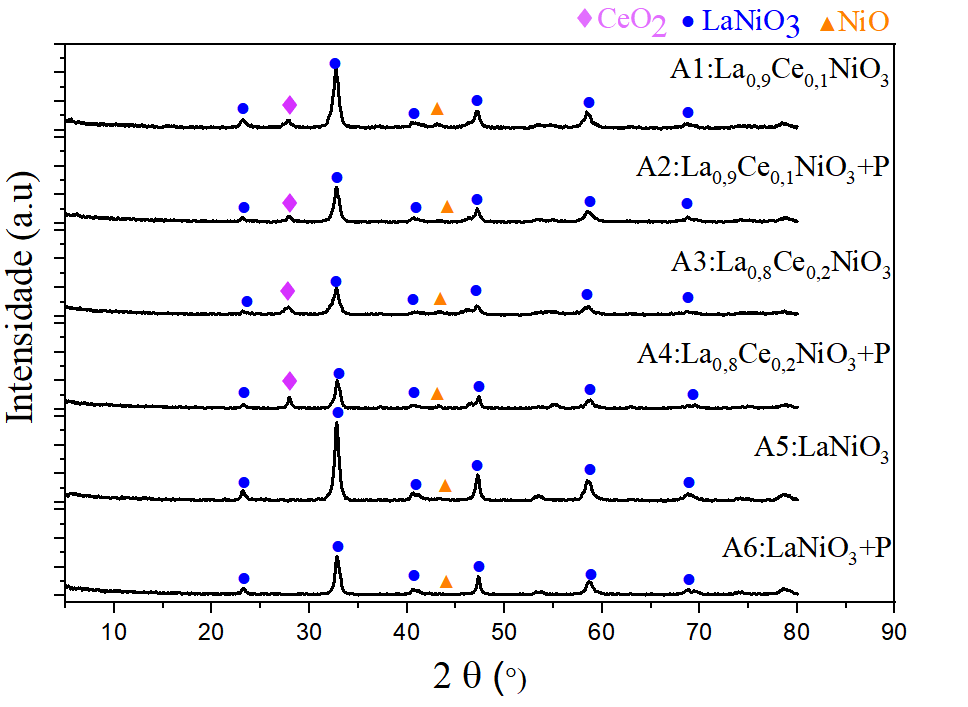 ◆CeO2 ●LaNiO3 ▲NiO
A1:La0,9Ce0,1NiO3
A2:La0,9Ce0,1NiO3+P
A3:La0,8Ce0,2NiO3
A4:La0,8Ce0,2NiO3+P
A5:LaNiO3
A6:LaNiO3+P
Intensidade (a.u)
10 20 30 40 50 60 70 80 90
2 θ (°)